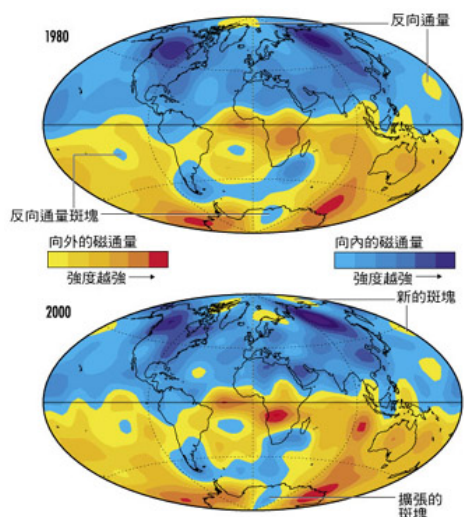 1980
反向通量
反向通量斑塊
向外的磁通量
強度越強
向內的磁通量
強度越強
新的斑塊
2000
擴張的
斑塊